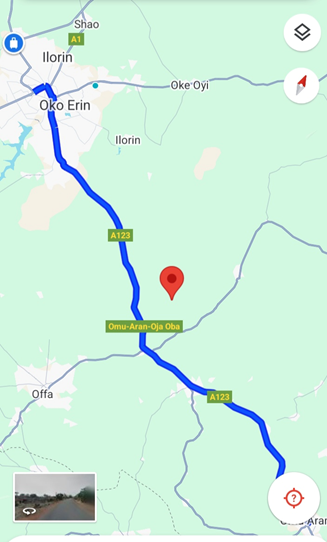 Shao
A1
Ilorin
Oke Oyi
Oko Erin
Ilorin
A123
Omu-Aran-Oja Oba
Offa
A123
?